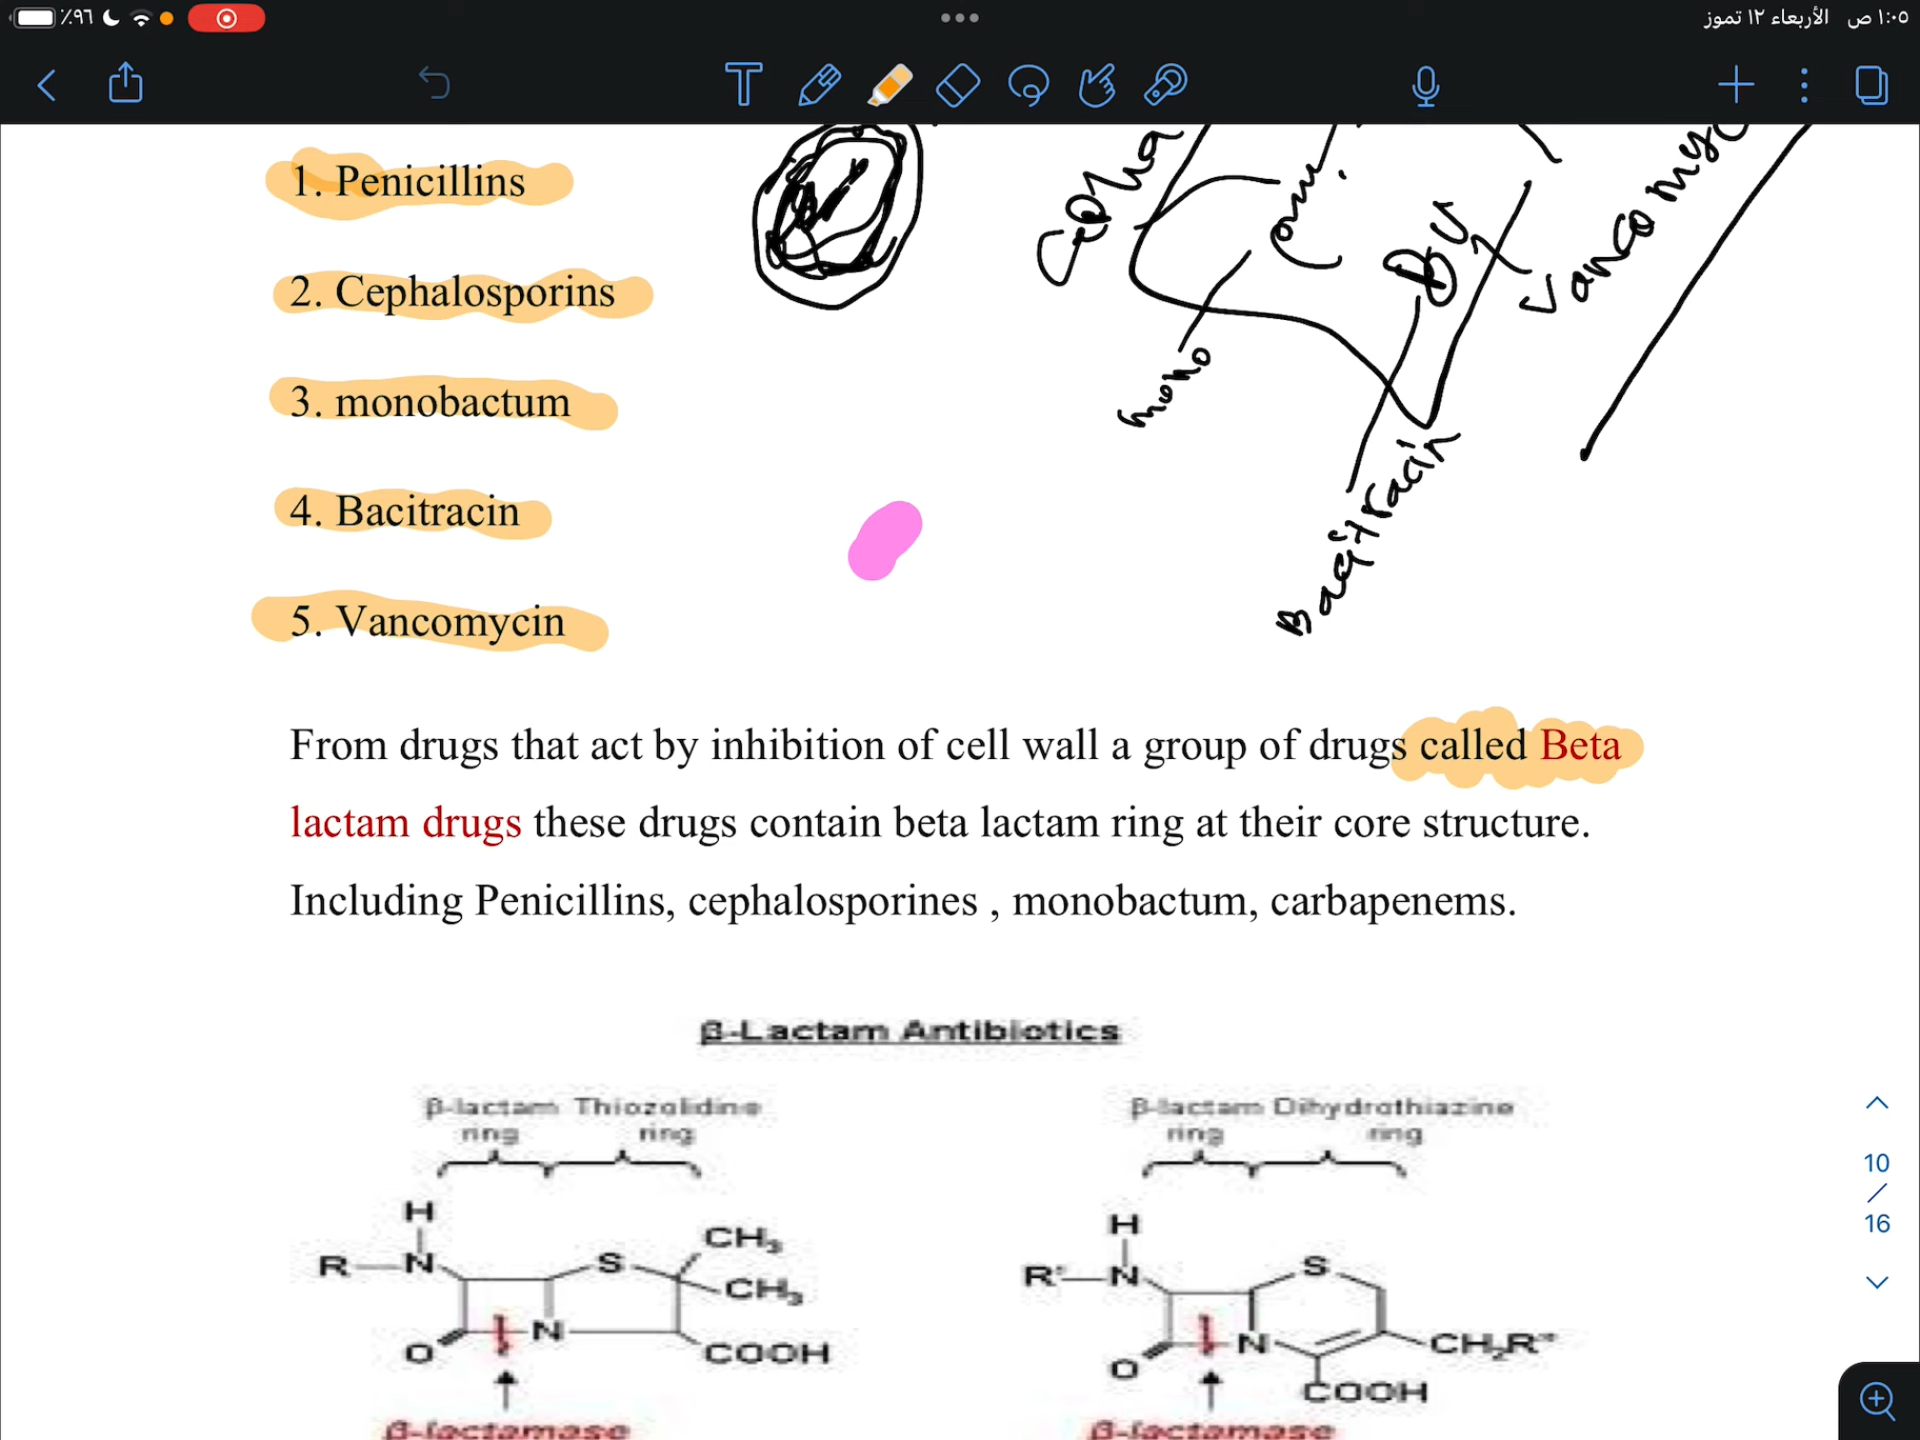 ٪٩٦
١:٠٥ ص الأربعاء ١٢ تموز
1. Penicillins
2. Cephalosporins
3. monobactum
4. Bacitracin
5. Vancomycin
mono
Bacitracin
From drugs that act by inhibition of cell wall a group of drugs called Beta
lactam drugs these drugs contain beta lactam ring at their core structure.
Including Penicillins, cephalosporines , monobactum, carbapenems.
β-Lactam Antibiotics
β-lactam Thiozolidine
ring ring
β-lactam Dihydrothiazine
ring ring
H
R N S CH₃
CH₃
O N COOH
β-lactamase
H
R' N S
O N CH₂R"
COOH
β-lactamase
10
/
16